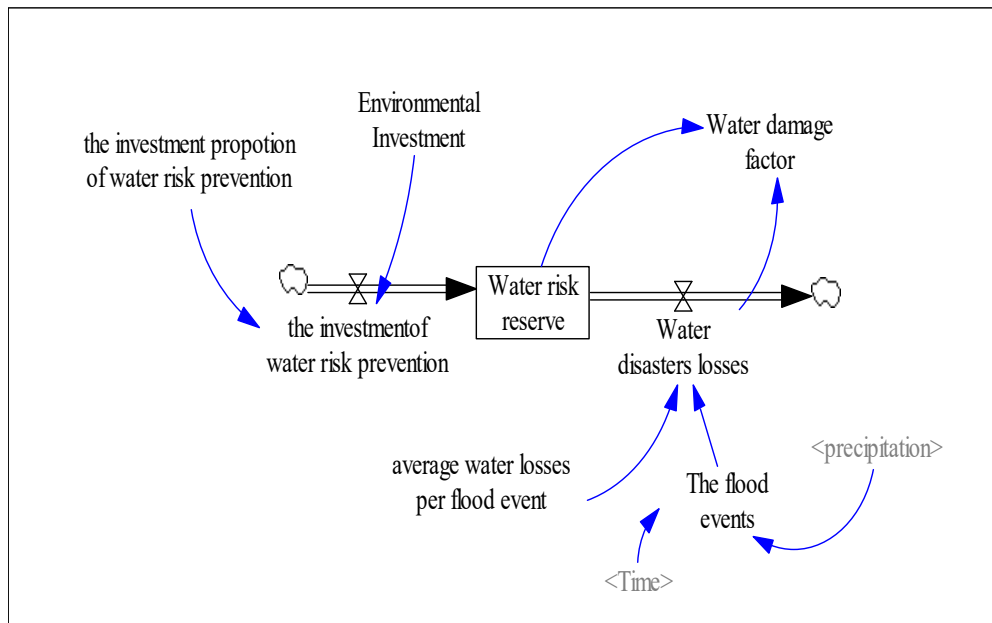 Environmental
Investment
the investment propotion
of water risk prevention
Water damage
factor
Water risk
reserve
the investmentof
water risk prevention
Water
disasters losses
average water losses
per flood event
The flood
events
<precipitation>
<Time>